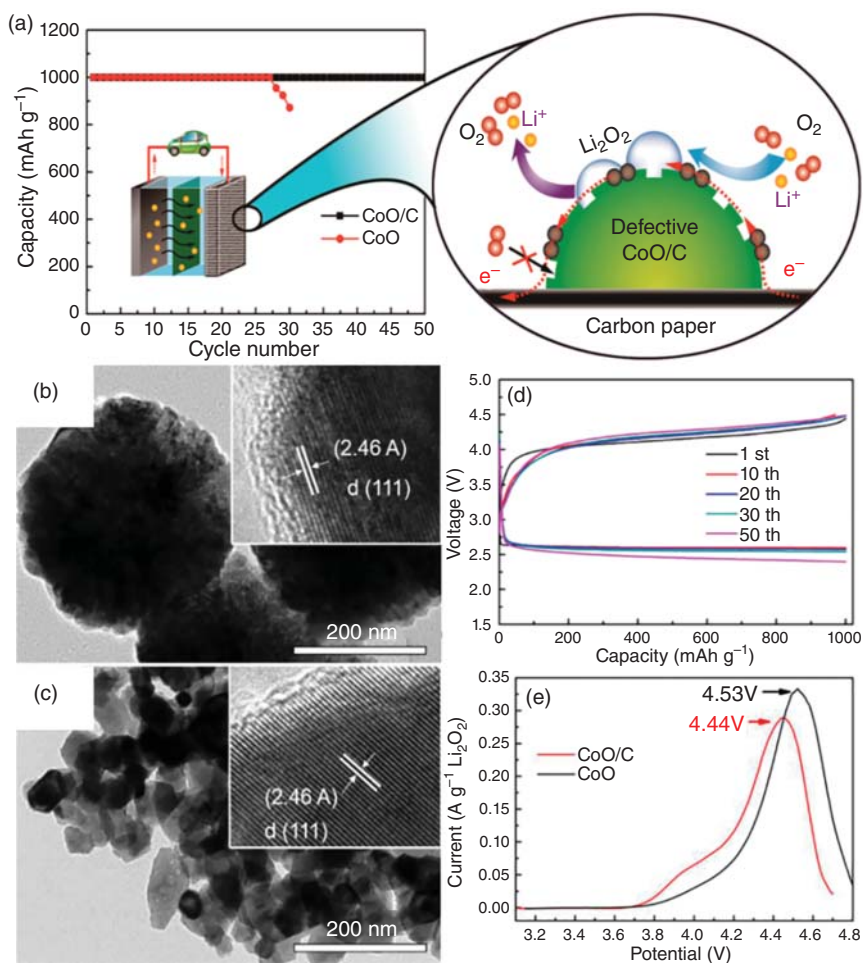 (a)
1200
1000
800
600
400
200
0
Capacity (mAh g⁻¹)
0 5 10 15 20 25 30 35 40 45 50
Cycle number
CoO/C
CoO
O₂
Li⁺
Li₂O₂
O₂
Li⁺
Defective
CoO/C
e⁻
e⁻
Carbon paper
(b)
(2.46 A)
d (111)
200 nm
(c)
(2.46 A)
d (111)
200 nm
(d)
5.0
4.5
4.0
3.5
3.0
2.5
2.0
1.5
Voltage (V)
1 st
10 th
20 th
30 th
50 th
0 200 400 600 800 1000
Capacity (mAh g⁻¹)
(e)
0.35
0.30
0.25
0.20
0.15
0.10
0.05
0.00
Current (A g⁻¹ Li₂O₂)
4.53V
4.44V
CoO/C
CoO
3.2 3.4 3.6 3.8 4.0 4.2 4.4 4.6 4.8
Potential (V)